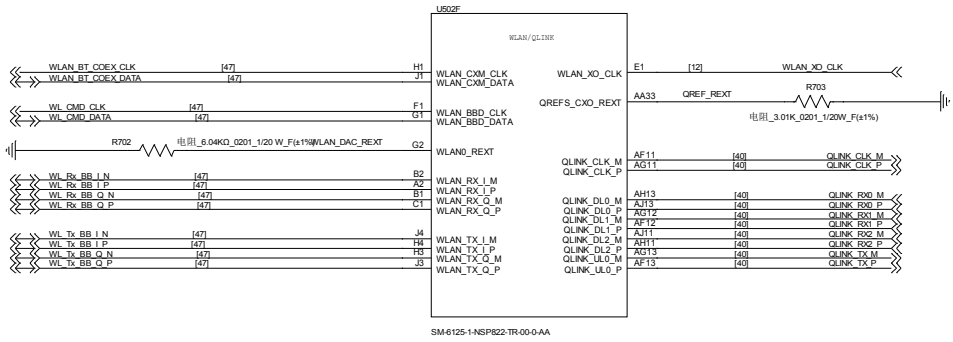 U502F
WLAN/QLINK
WLAN_BT_COEX_CLK [47] H1 WLAN_CXM_CLK
WLAN_BT_COEX_DATA [47] J1 WLAN_CXM_DATA
WLAN_XO_CLK E1 [12] WLAN_XO_CLK
WL_CMD_CLK [47] F1 WLAN_BBD_CLK
WL_CMD_DATA [47] G1 WLAN_BBD_DATA
QREFS_CXO_REXT AA33 QREF_REXT R703
电阻_3.01K_0201_1/20W_F(±1%)
R702 电阻_6.04KΩ_0201_1/20 W_F(±1%) WLAN_DAC_REXT G2 WLAN0_REXT
QLINK_CLK_M AF11 [40] QLINK_CLK_M
QLINK_CLK_P AG11 [40] QLINK_CLK_P
WL_Rx_BB_I_N [47] B2 WLAN_RX_I_M
WL_Rx_BB_I_P [47] A2 WLAN_RX_I_P
WL_Rx_BB_Q_N [47] B1 WLAN_RX_Q_M
WL_Rx_BB_Q_P [47] C1 WLAN_RX_Q_P
QLINK_DL0_M AH13 [40] QLINK_RX0_M
QLINK_DL0_P AJ13 [40] QLINK_RX0_P
QLINK_DL1_M AG12 [40] QLINK_RX1_M
QLINK_DL1_P AF12 [40] QLINK_RX1_P
QLINK_DL2_M AJ11 [40] QLINK_RX2_M
QLINK_DL2_P AH11 [40] QLINK_RX2_P
QLINK_UL0_M AG13 [40] QLINK_TX_M
QLINK_UL0_P AF13 [40] QLINK_TX_P
WL_Tx_BB_I_N [47] J4 WLAN_TX_I_M
WL_Tx_BB_I_P [47] H4 WLAN_TX_I_P
WL_Tx_BB_Q_N [47] H3 WLAN_TX_Q_M
WL_Tx_BB_Q_P [47] J3 WLAN_TX_Q_P
SM-6125-1-NSP822-TR-00-0-AA